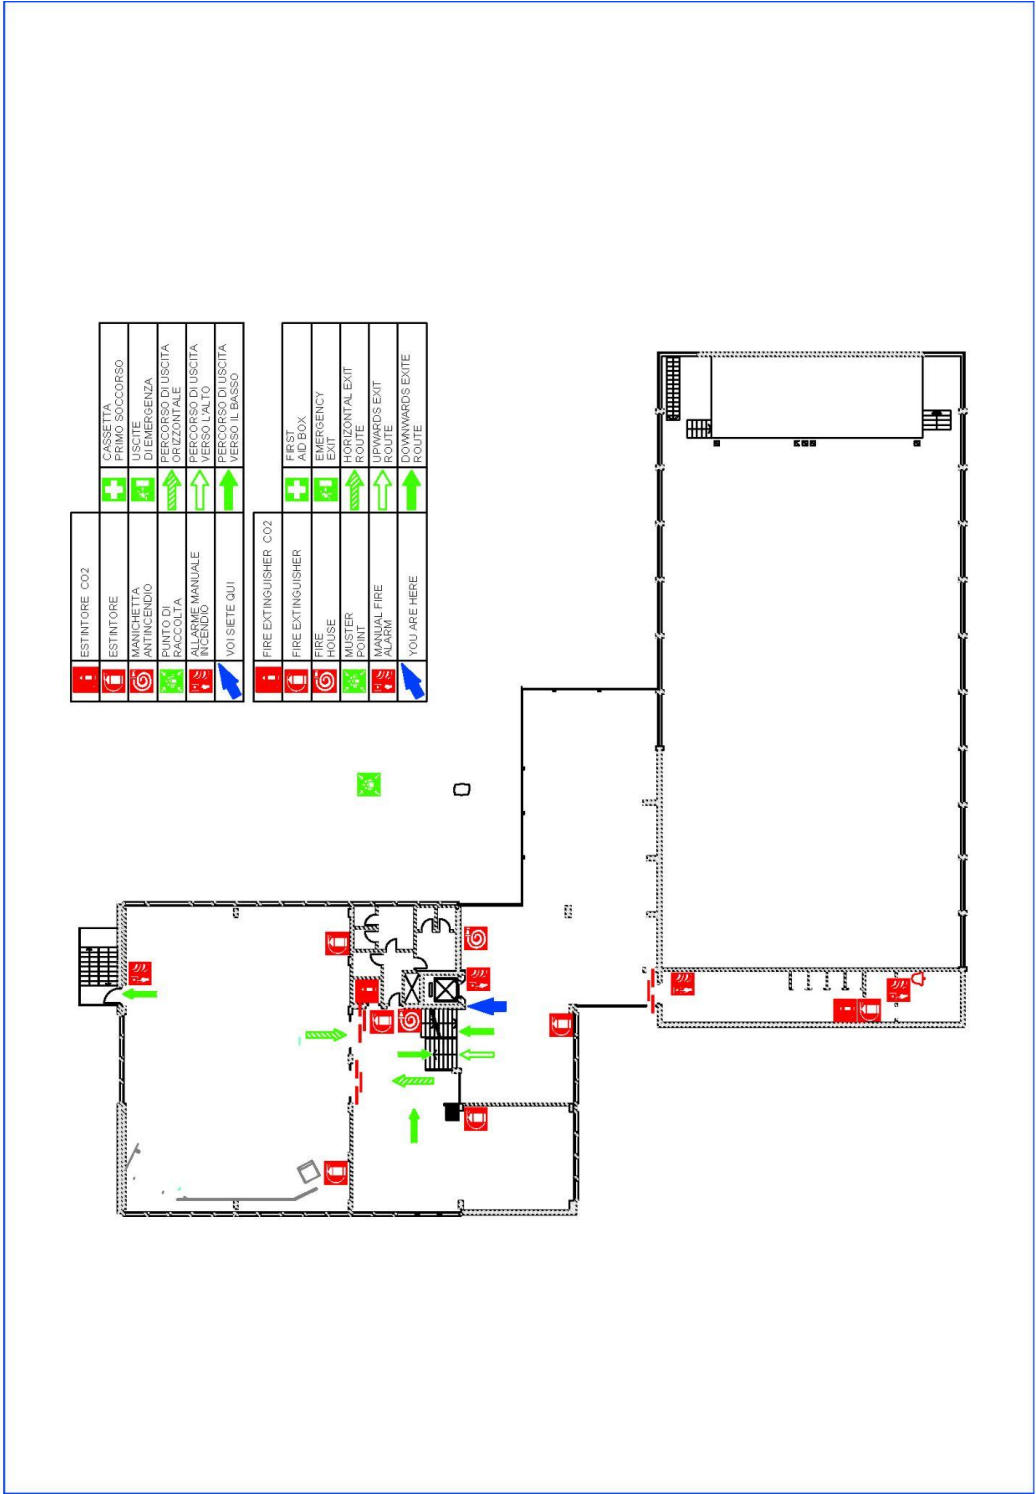 ESTINTORE CO2
ESTINTORE
MANICHETTA
ANTINCENDIO
PUNTO DI
RACCOLTA
ALLARME MANUALE
INCENDIO
VOI SIETE QUI
CASSETTA
PRIMO SOCCORSO
USCITE
DI EMERGENZA
PERCORSO DI USCITA
ORIZZONTALE
PERCORSO DI USCITA
VERSO L'ALTO
PERCORSO DI USCITA
VERSO IL BASSO
FIRE EXTINGUISHER CO2
FIRE EXTINGUISHER
FIRE
HOUSE
MUSTER
POINT
MANUAL FIRE
ALARM
YOU ARE HERE
FIRST
AID BOX
EMERGENCY
EXIT
HORIZONTAL EXIT
ROUTE
UPWARDS EXIT
ROUTE
DOWNWARDS EXITE
ROUTE